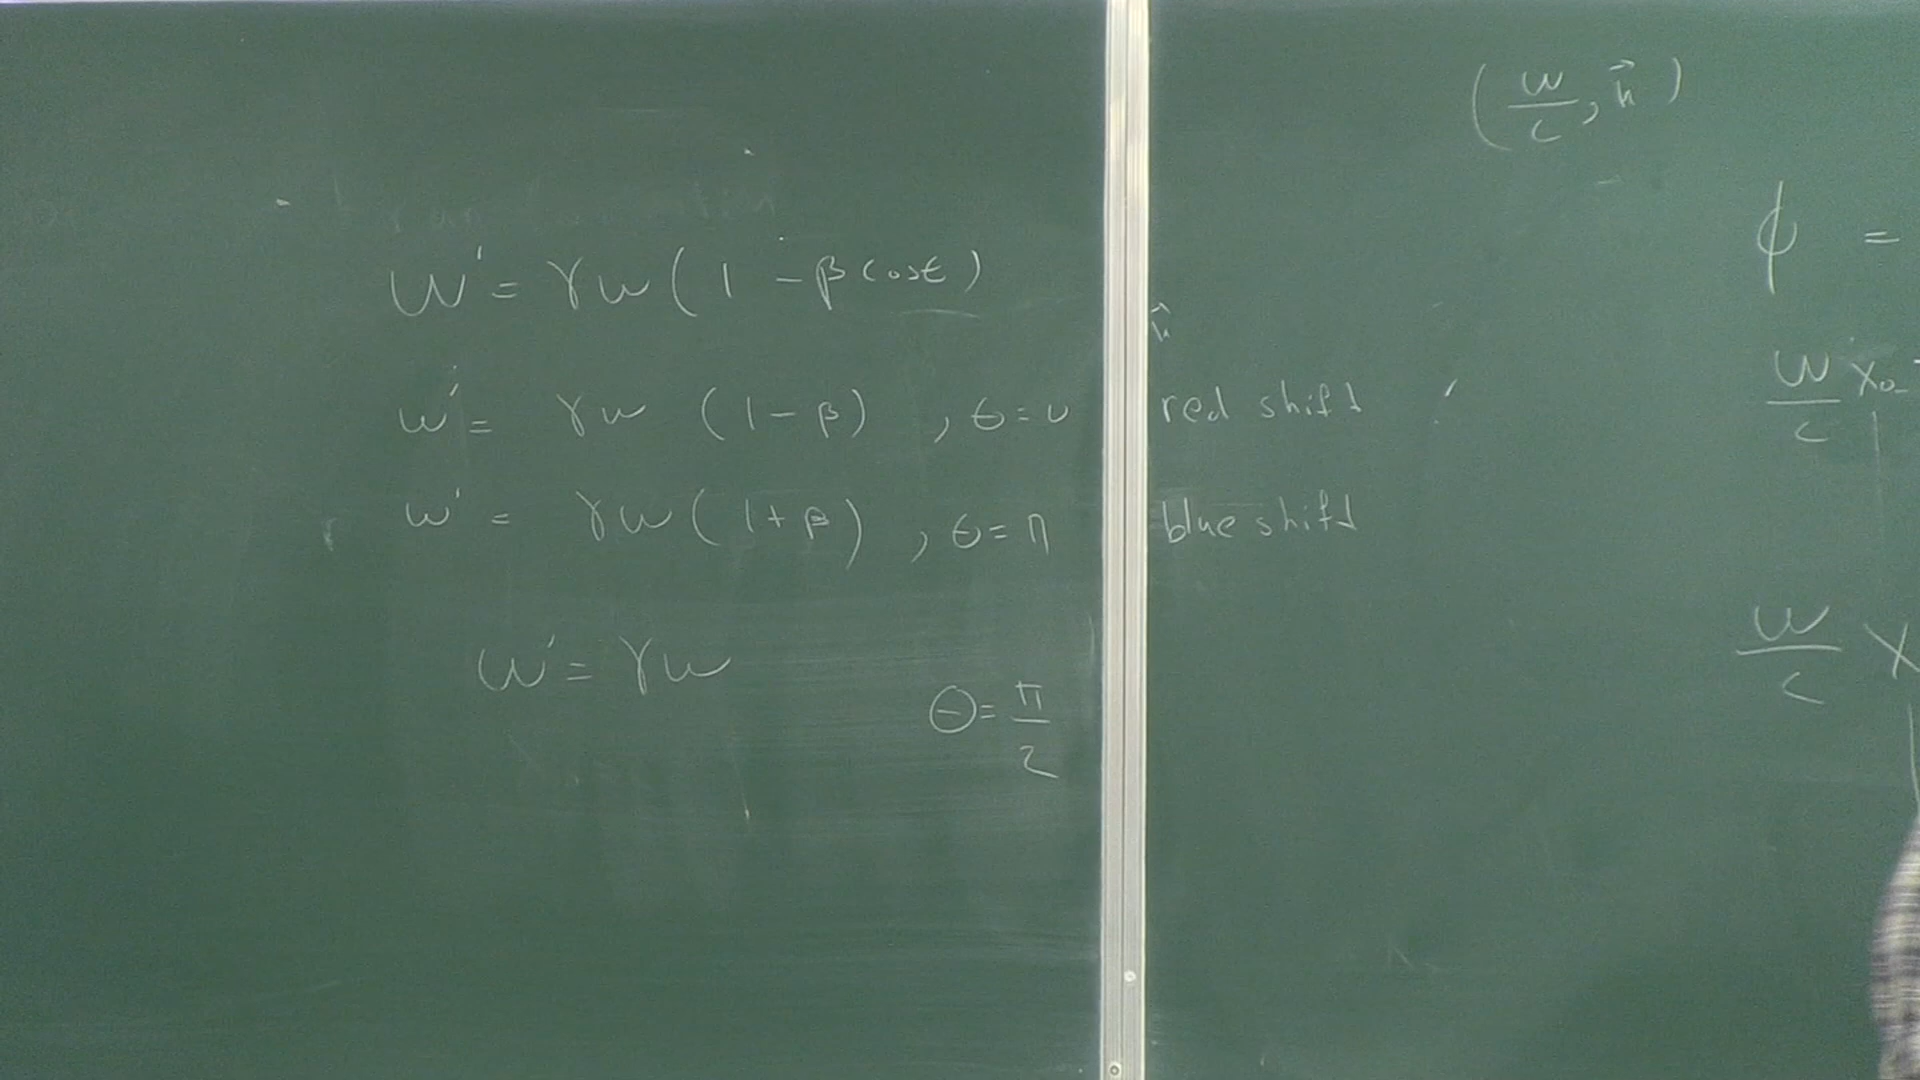 ω' = γω(1 - β cosθ)
ω' = γω (1 - β) , θ = 0 red shift
ω' = γω(1 + β) , θ = π blue shift
ω' = γω
θ = π/2
(ω/c, k⃗)
k⃗
ϕ =
ω/c x₀ -
ω/c x